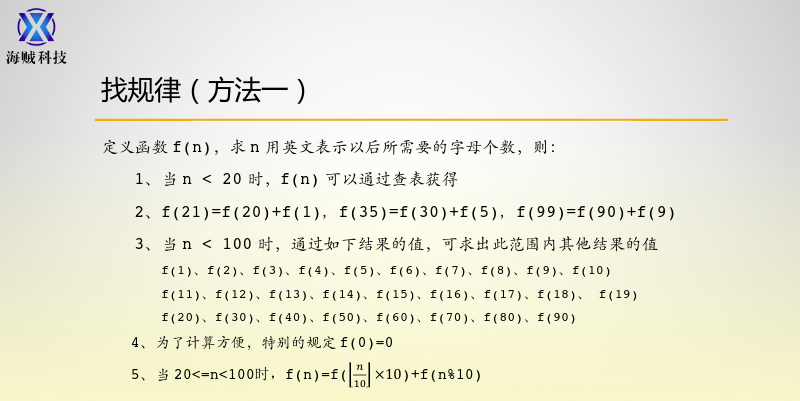 海贼科技
找规律（方法一）
定义函数 f(n)，求 n 用英文表示以后所需要的字母个数，则：
1、当 n < 20 时，f(n) 可以通过查表获得
2、f(21)=f(20)+f(1)，f(35)=f(30)+f(5)，f(99)=f(90)+f(9)
3、当 n < 100 时，通过如下结果的值，可求出此范围内其他结果的值
f(1)、f(2)、f(3)、f(4)、f(5)、f(6)、f(7)、f(8)、f(9)、f(10)
f(11)、f(12)、f(13)、f(14)、f(15)、f(16)、f(17)、f(18)、 f(19)
f(20)、f(30)、f(40)、f(50)、f(60)、f(70)、f(80)、f(90)
4、为了计算方便，特别的规定 f(0)=0
5、当 20<=n<100时，f(n)=f(⌊n/10⌋×10)+f(n%10)